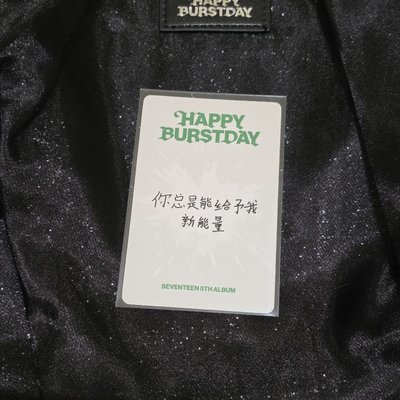 HAPPY
BURSTDAY
HAPPY
BURSTDAY
你总是能给予我
新能量
SEVENTEEN 5TH ALBUM